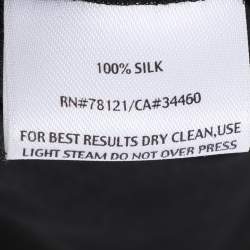 100% SILK
RN#78121/CA#34460
FOR BEST RESULTS DRY CLEAN,USE
LIGHT STEAM DO NOT OVER PRESS